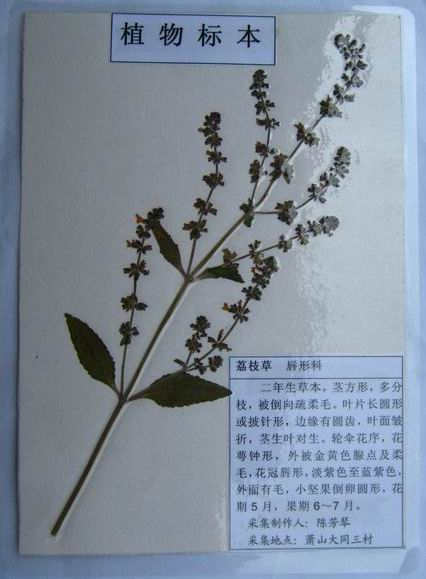 植物标本
荔枝草 唇形科
二年生草本，茎方形，多分
枝，被倒向疏柔毛。叶片长圆形
或披针形，边缘有圆齿，叶面皱
折，茎生叶对生。轮伞花序，花
萼钟形，外被金黄色腺点及柔
毛，花冠唇形，淡紫色至蓝紫色，
外面有毛，小坚果倒卵圆形，花
期5月，果期6～7月。
采集制作人：陈芳琴
采集地点：萧山大同三村